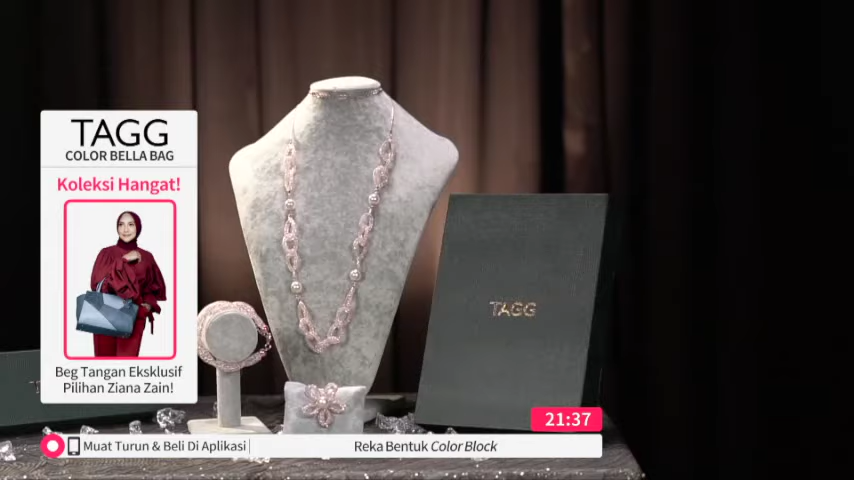 TAGG
COLOR BELLA BAG
Koleksi Hangat!
Beg Tangan Eksklusif
Pilihan Ziana Zain!
TAGG
21:37
Muat Turun & Beli Di Aplikasi
Reka Bentuk Color Block